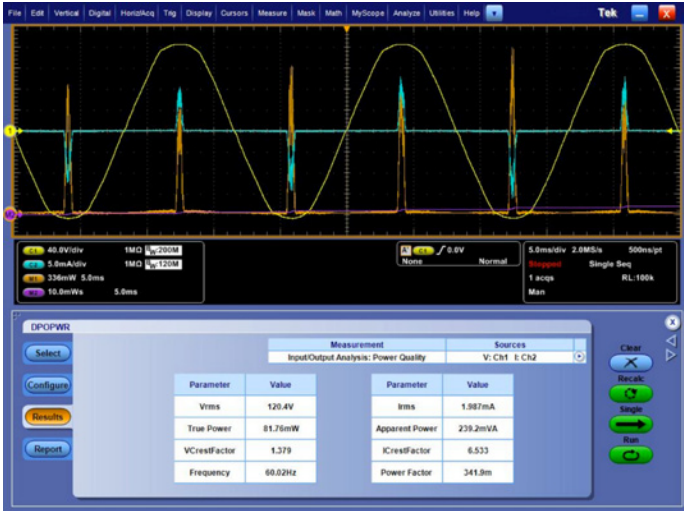 File Edit Vertical Digital Horiz/Acq Trig Display Cursors Measure Mask Math MyScope Analyze Utilities Help Tek X
1
M2
C1 40.0V/div 1MΩ BW:200M
C2 5.0mA/div 1MΩ BW:120M
M1 336mW 5.0ms
M2 10.0mWs 5.0ms
A' C1 0.0V
None Normal
5.0ms/div 2.0MS/s 500ns/pt
Stopped Single Seq
1 acqs RL:100k
Man
DPOPWR
X
Select
Configure
Results
Report
Measurement Sources
Input/Output Analysis: Power Quality V: Ch1 I: Ch2
Parameter Value Parameter Value
Vrms 120.4V Irms 1.987mA
True Power 81.76mW Apparent Power 239.2mVA
VCrestFactor 1.379 ICrestFactor 6.533
Frequency 60.02Hz Power Factor 341.9m
Clear
Recalc
Single
Run